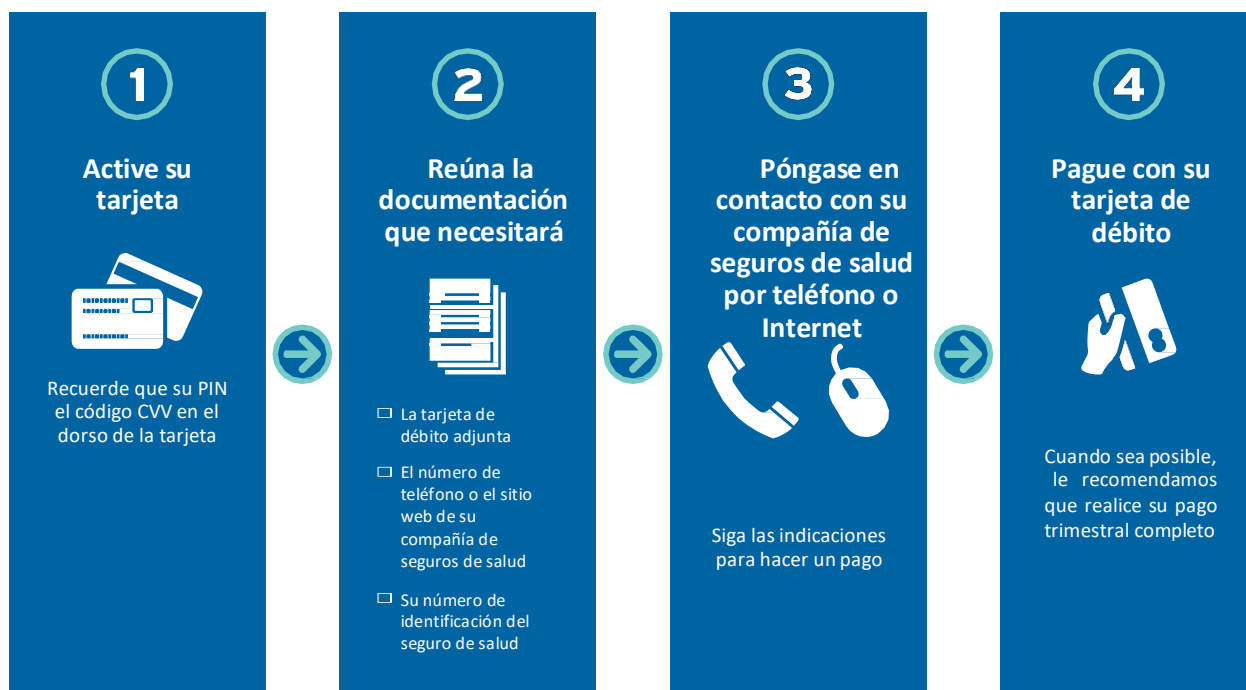 1
Active su
tarjeta
Recuerde que su PIN
el código CVV en el
dorso de la tarjeta
2
Reúna la
documentación
que necesitará
La tarjeta de
débito adjunta
El número de
teléfono o el sitio
web de su
compañía de
seguros de salud
Su número de
identificación del
seguro de salud
3
Póngase en
contacto con su
compañía de
seguros de salud
por teléfono o
Internet
Siga las indicaciones
para hacer un pago
4
Pague con su
tarjeta de
débito
Cuando sea posible,
le recomendamos
que realice su pago
trimestral completo